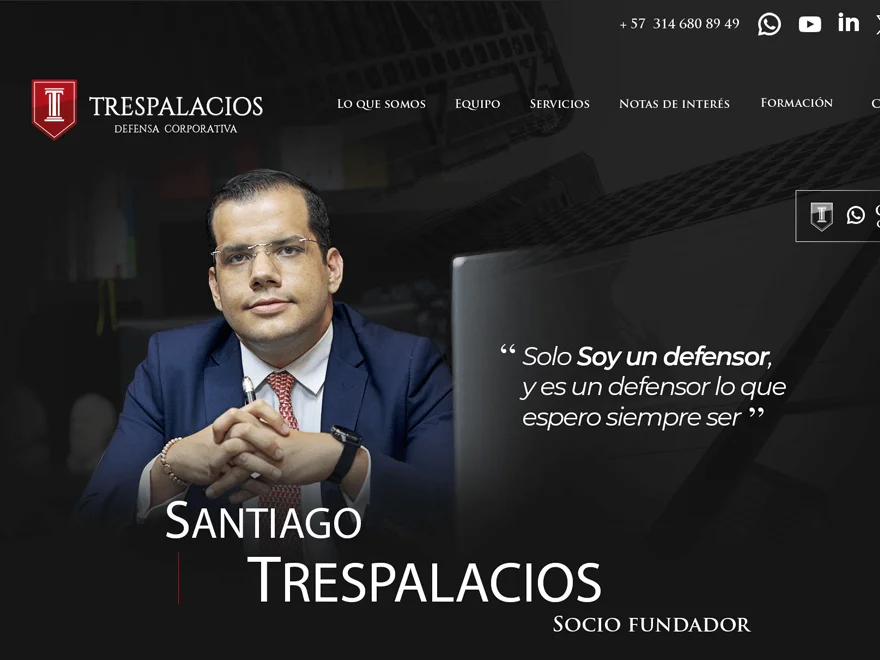 + 57 314 680 89 49
TRESPALACIOS
DEFENSA CORPORATIVA
Lo que somos
Equipo
Servicios
Notas de interés
Formación
“ Solo Soy un defensor,
y es un defensor lo que
espero siempre ser ”
Santiago
Trespalacios
Socio fundador